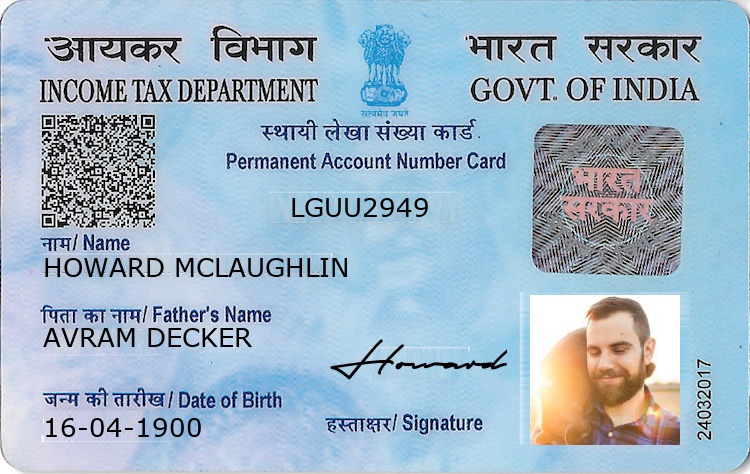 आयकर विभाग
भारत सरकार
INCOME TAX DEPARTMENT
GOVT. OF INDIA
सत्यमेव जयते
स्थायी लेखा संख्या कार्ड
Permanent Account Number Card
LGUU2949
भारत
सरकार
नाम/ Name
HOWARD MCLAUGHLIN
पिता का नाम/ Father's Name
AVRAM DECKER
Howard
जन्म की तारीख/ Date of Birth
16-04-1900
हस्ताक्षर/ Signature
24032017